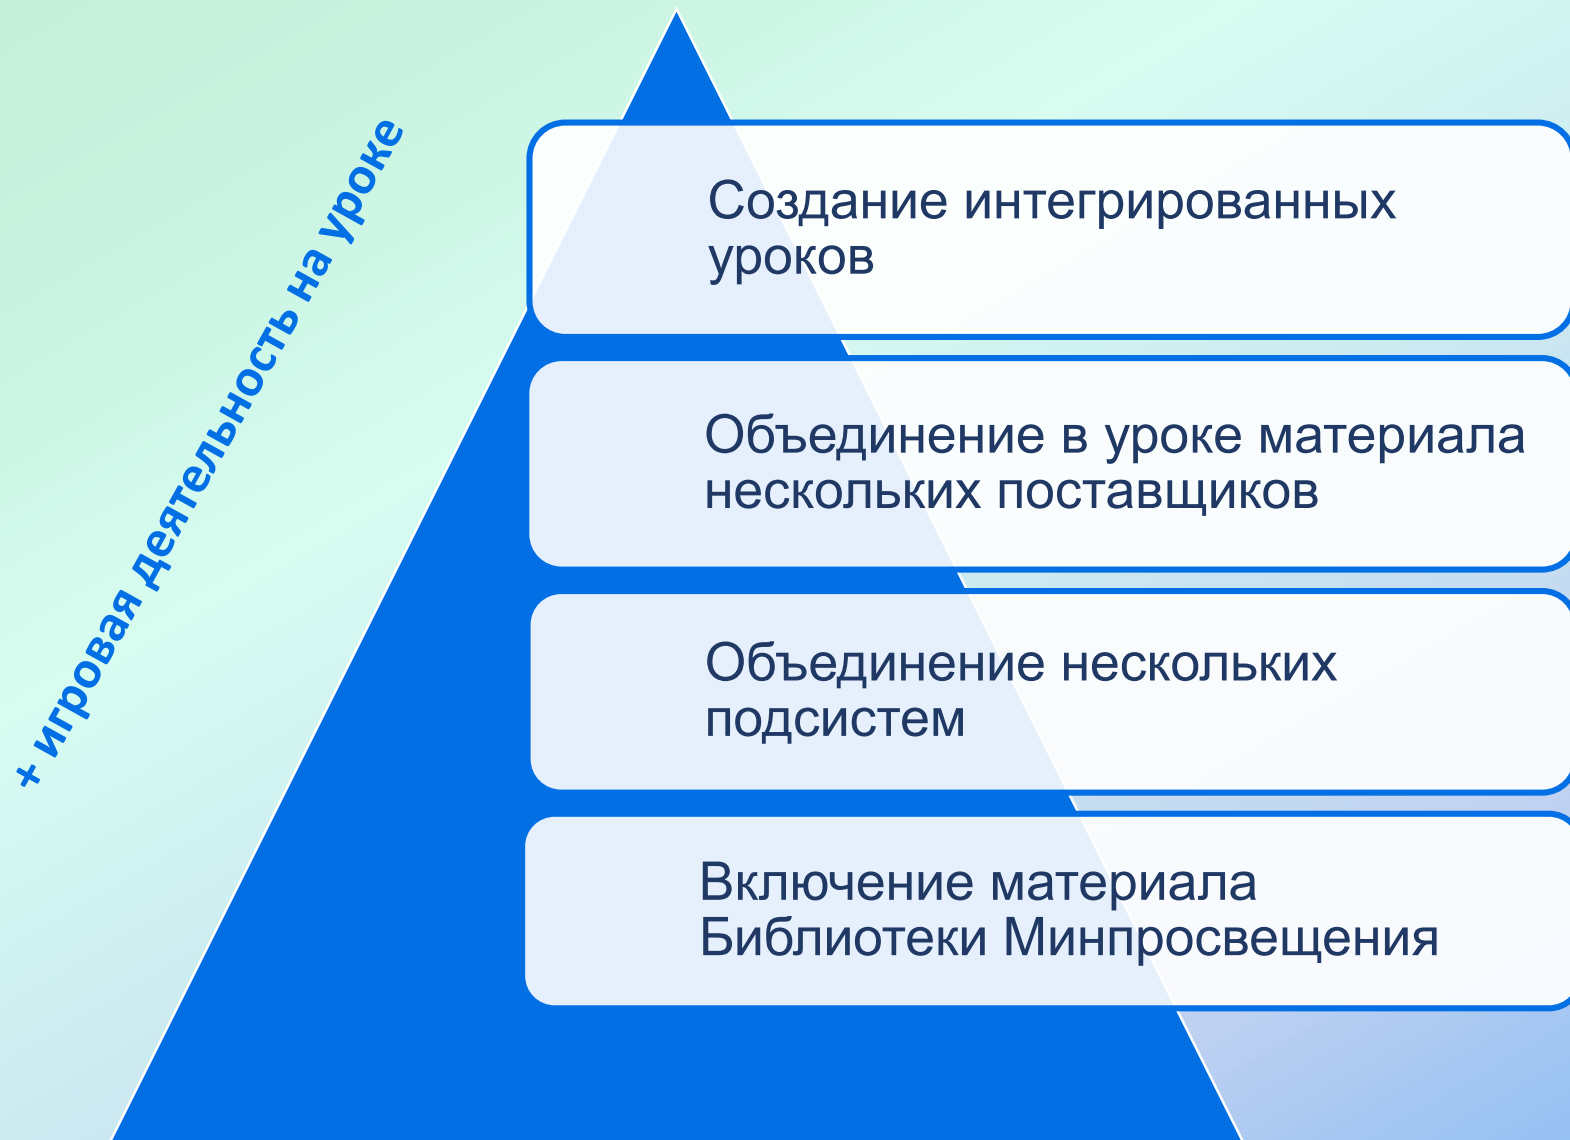 + игровая деятельность на уроке
Создание интегрированных
уроков
Объединение в уроке материала
нескольких поставщиков
Объединение нескольких
подсистем
Включение материала
Библиотеки Минпросвещения